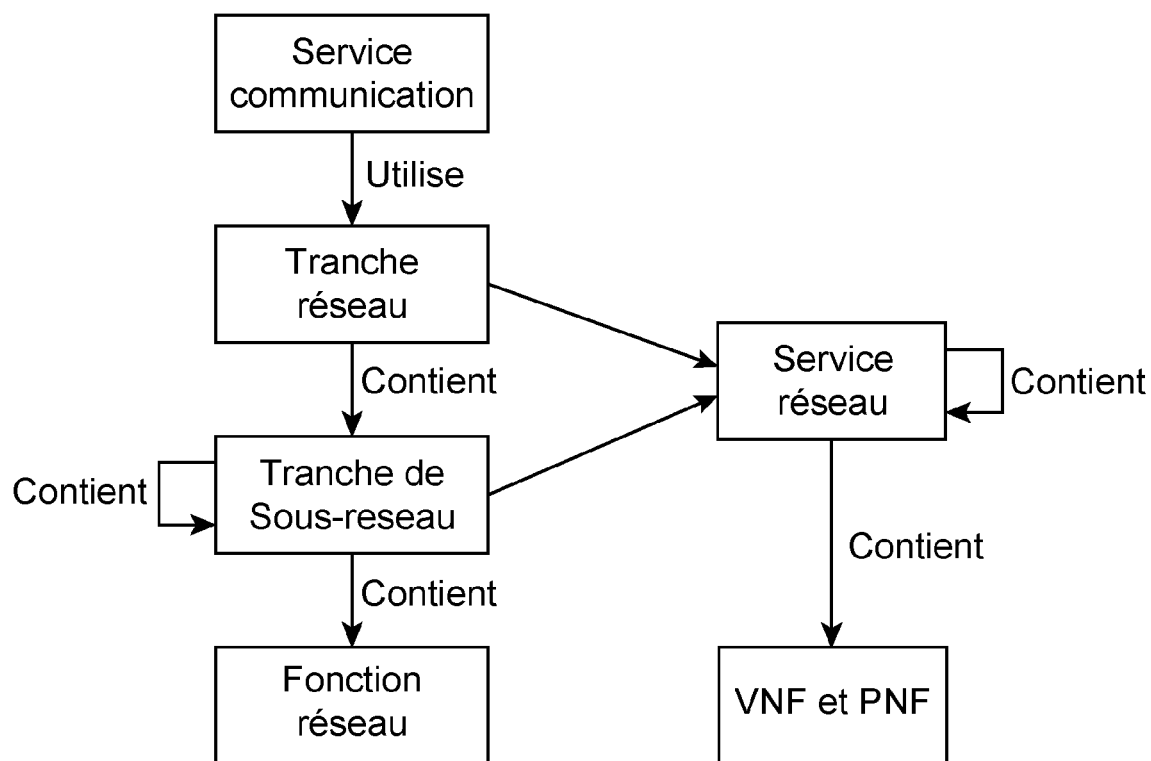 Service
communication
Utilise
Tranche
réseau
Contient
Service
réseau
Contient
Contient
Tranche de
Sous-reseau
Contient
Contient
Fonction
réseau
VNF et PNF